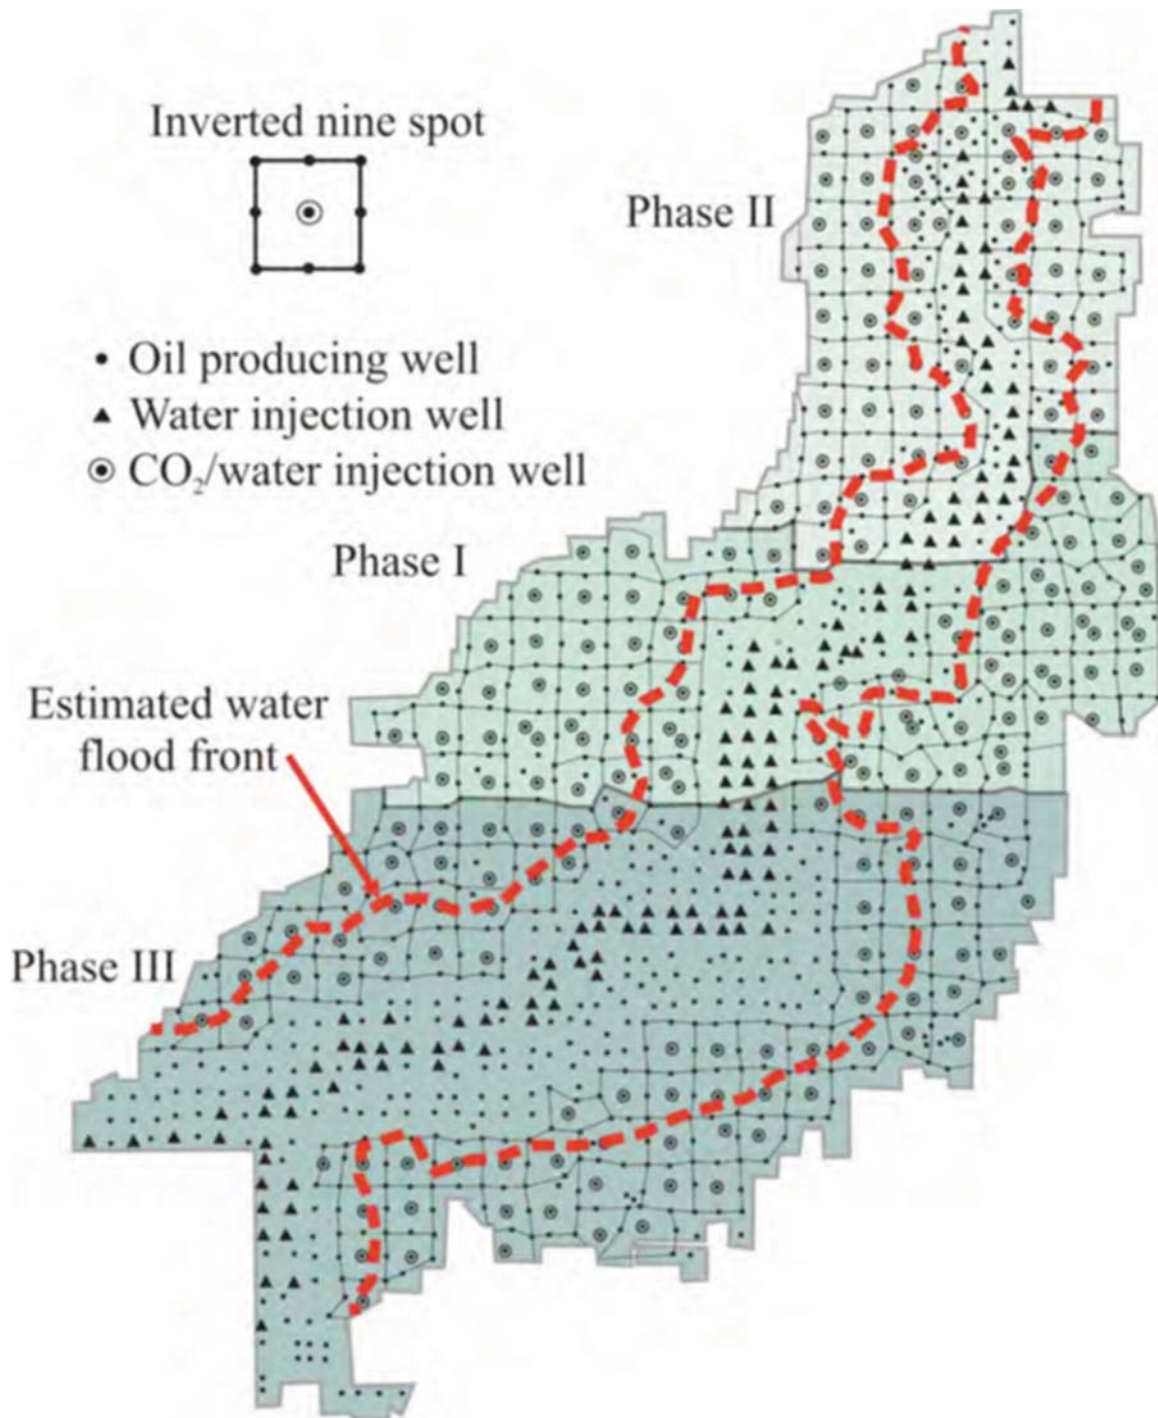 Inverted nine spot
Phase II
Oil producing well
Water injection well
CO₂/water injection well
Phase I
Estimated water
flood front
Phase III